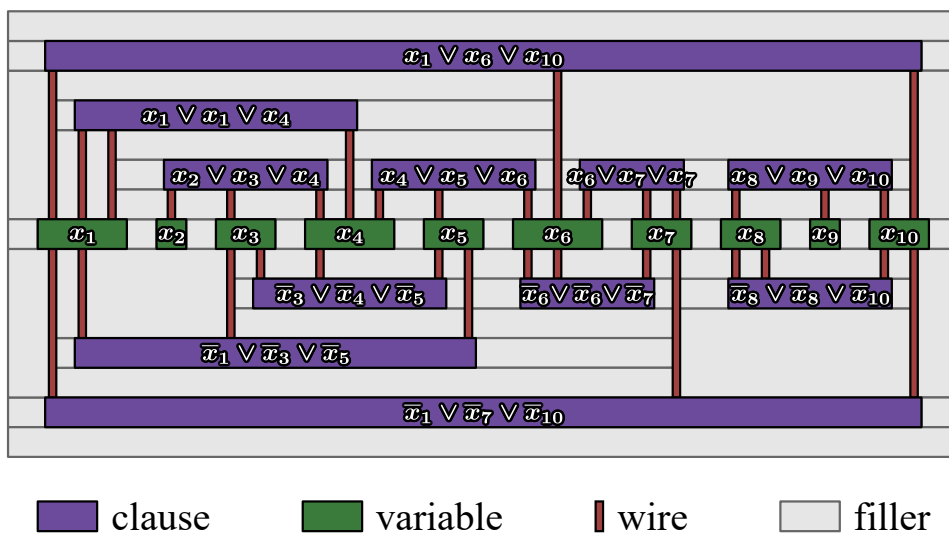 x₁ ∨ x₆ ∨ x₁₀
x₁ ∨ x₁ ∨ x₄
x₂ ∨ x₃ ∨ x₄ x₄ ∨ x₅ ∨ x₆ x₆ ∨ x₇ ∨ x₇ x₈ ∨ x₉ ∨ x₁₀
x₁ x₂ x₃ x₄ x₅ x₆ x₇ x₈ x₉ x₁₀
x̅₃ ∨ x̅₄ ∨ x̅₅ x̅₆ ∨ x̅₆ ∨ x̅₇ x̅₈ ∨ x̅₈ ∨ x̅₁₀
x̅₁ ∨ x̅₃ ∨ x̅₅
x̅₁ ∨ x̅₇ ∨ x̅₁₀
clause variable wire filler